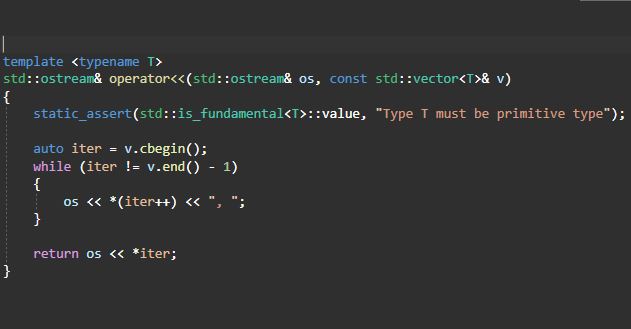 template <typename T>
std::ostream& operator<<(std::ostream& os, const std::vector<T>& v)
{
static_assert(std::is_fundamental<T>::value, "Type T must be primitive type");
auto iter = v.cbegin();
while (iter != v.end() - 1)
{
os << *(iter++) << ", ";
}
return os << *iter;
}